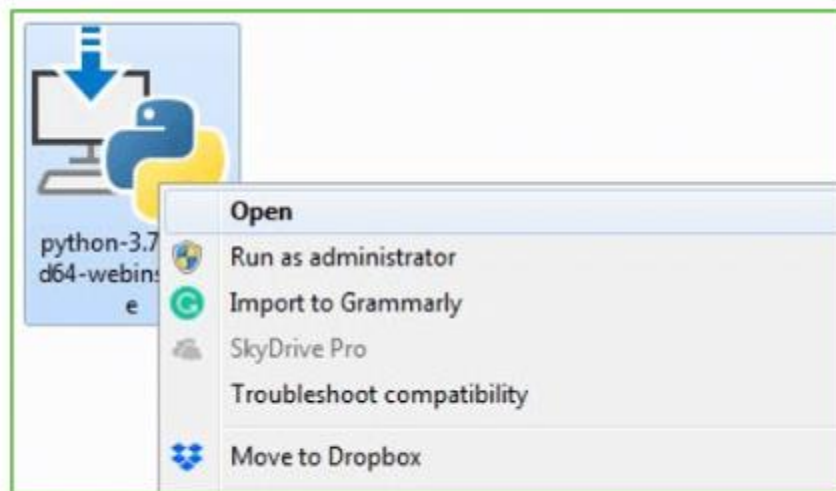 python-3.7
d64-webins
e
Open
Run as administrator
Import to Grammarly
SkyDrive Pro
Troubleshoot compatibility
Move to Dropbox